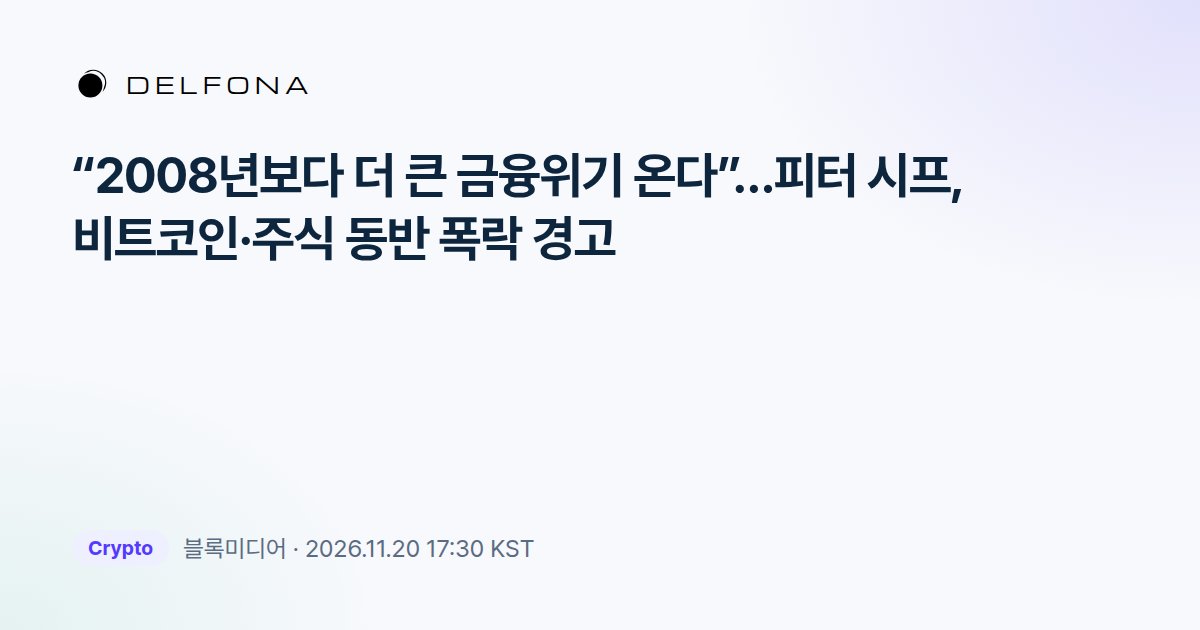 DELFONA
“2008년보다 더 큰 금융위기 온다”…피터 시프,
비트코인·주식 동반 폭락 경고
Crypto 블록미디어 · 2026.11.20 17:30 KST